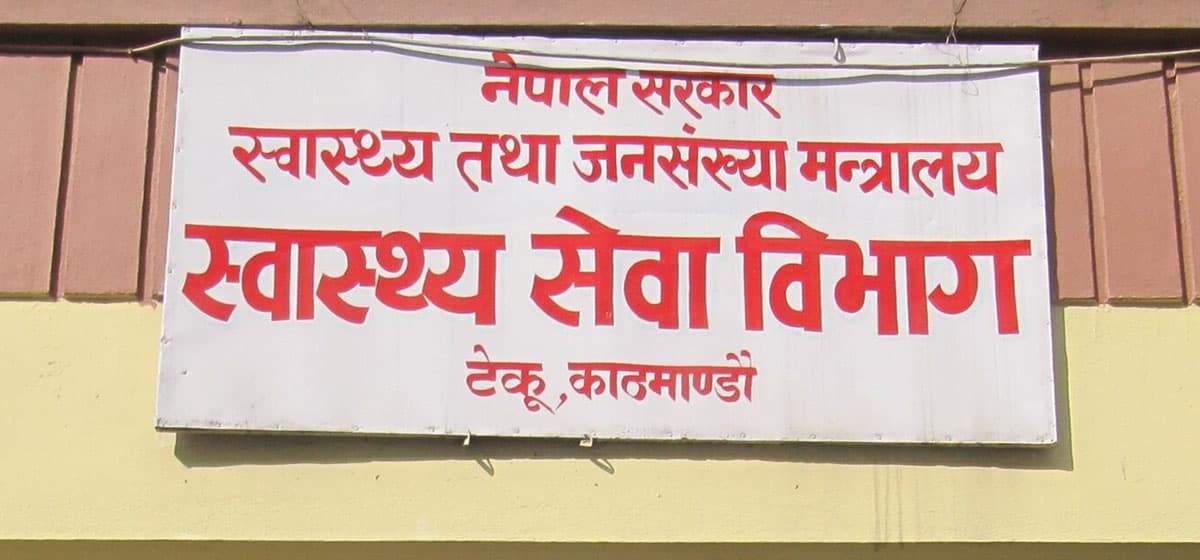 नेपाल सरकार
स्वास्थ्य तथा जनसंख्या मन्त्रालय
स्वास्थ्य सेवा विभाग
टेकू, काठमाण्डौ